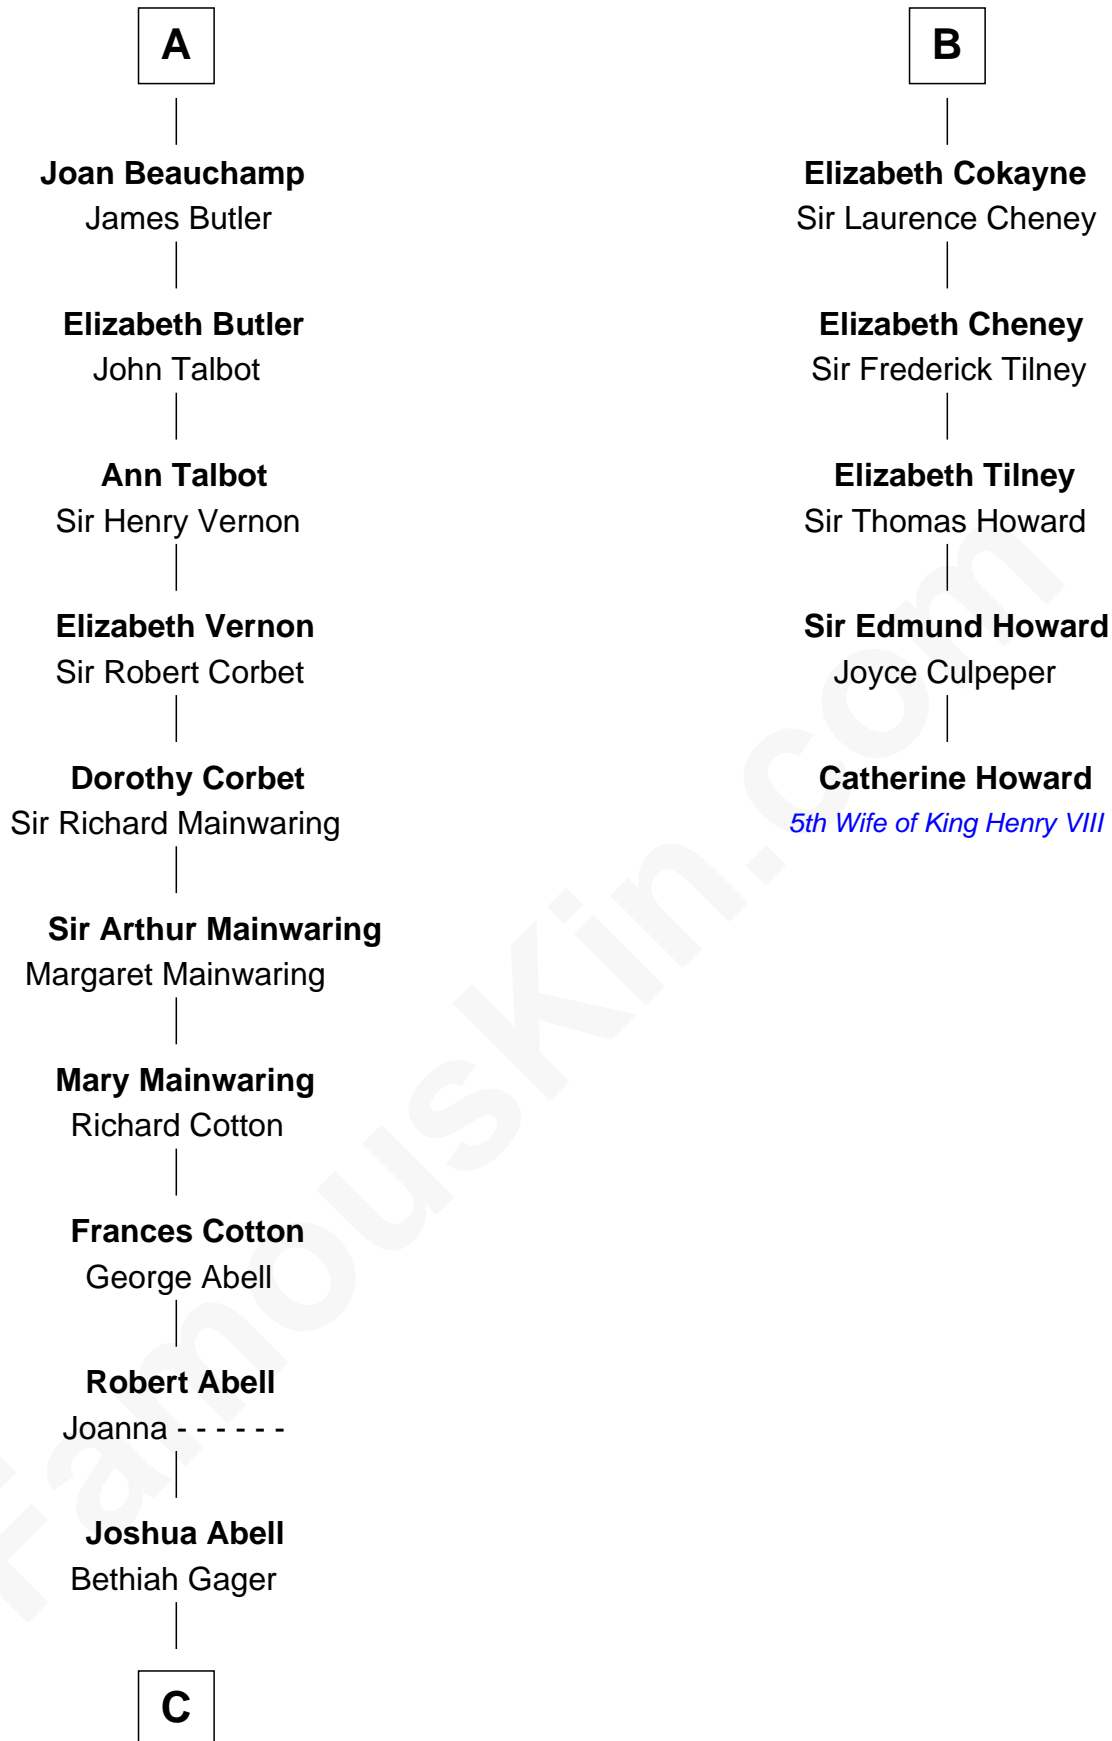 A
Joan Beauchamp
James Butler
Elizabeth Butler
John Talbot
Ann Talbot
Sir Henry Vernon
Elizabeth Vernon
Sir Robert Corbet
Dorothy Corbet
Sir Richard Mainwaring
Sir Arthur Mainwaring
Margaret Mainwaring
Mary Mainwaring
Richard Cotton
Frances Cotton
George Abell
Robert Abell
Joanna - - - - - -
Joshua Abell
Bethiah Gager
C
B
Elizabeth Cokayne
Sir Laurence Cheney
Elizabeth Cheney
Sir Frederick Tilney
Elizabeth Tilney
Sir Thomas Howard
Sir Edmund Howard
Joyce Culpeper
Catherine Howard
5th Wife of King Henry VIII
FamousKin.com